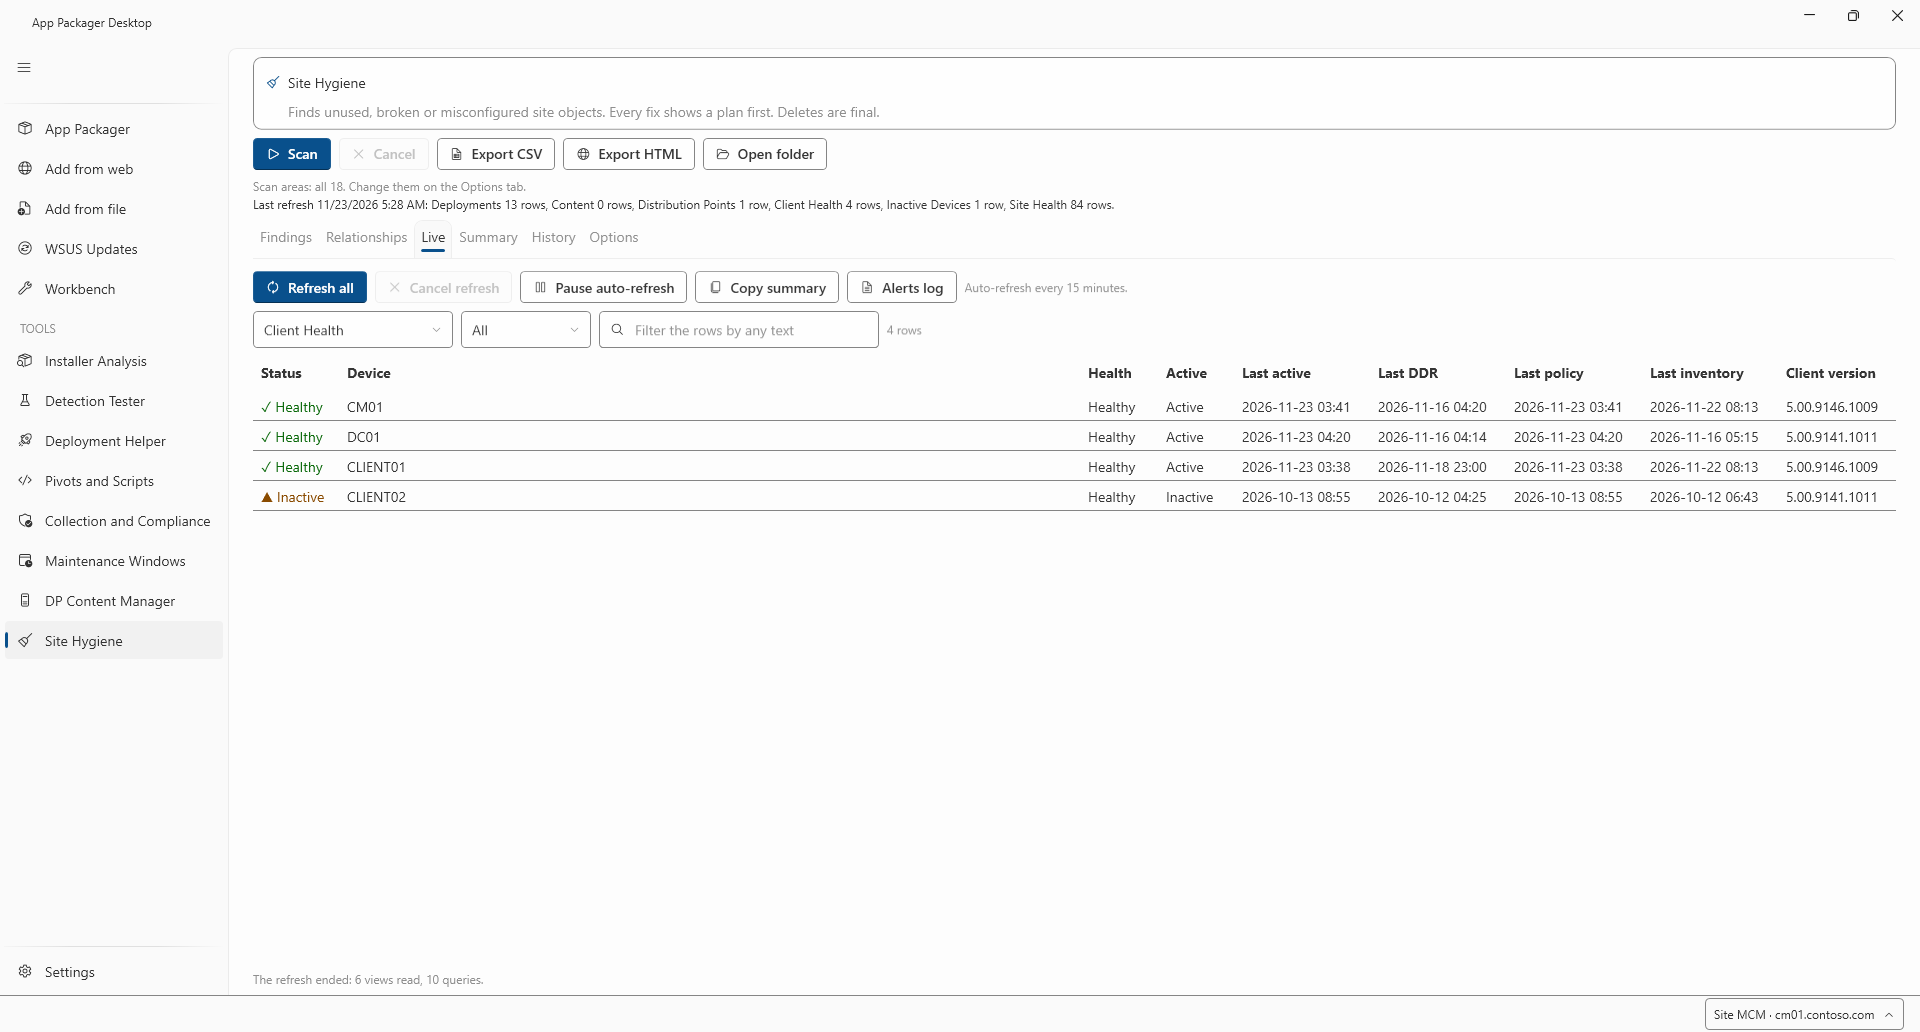 App Packager Desktop
Site Hygiene
Finds unused, broken or misconfigured site objects. Every fix shows a plan first. Deletes are final.
App Packager
Add from web
Add from file
WSUS Updates
Workbench
TOOLS
Installer Analysis
Detection Tester
Deployment Helper
Pivots and Scripts
Collection and Compliance
Maintenance Windows
DP Content Manager
Site Hygiene
Settings
Scan Cancel Export CSV Export HTML Open folder
Scan areas: all 18. Change them on the Options tab.
Last refresh 11/23/2026 5:28 AM: Deployments 13 rows, Content 0 rows, Distribution Points 1 row, Client Health 4 rows, Inactive Devices 1 row, Site Health 84 rows.
Findings Relationships Live Summary History Options
Refresh all Cancel refresh Pause auto-refresh Copy summary Alerts log Auto-refresh every 15 minutes.
Client Health All Filter the rows by any text 4 rows
Status Device Health Active Last active Last DDR Last policy Last inventory Client version
✓ Healthy CM01 Healthy Active 2026-11-23 03:41 2026-11-16 04:20 2026-11-23 03:41 2026-11-22 08:13 5.00.9146.1009
✓ Healthy DC01 Healthy Active 2026-11-23 04:20 2026-11-16 04:14 2026-11-23 04:20 2026-11-16 05:15 5.00.9141.1011
✓ Healthy CLIENT01 Healthy Active 2026-11-23 03:38 2026-11-18 23:00 2026-11-23 03:38 2026-11-22 08:13 5.00.9146.1009
▲ Inactive CLIENT02 Healthy Inactive 2026-10-13 08:55 2026-10-12 04:25 2026-10-13 08:55 2026-10-12 06:43 5.00.9141.1011
The refresh ended: 6 views read, 10 queries.
Site MCM · cm01.contoso.com